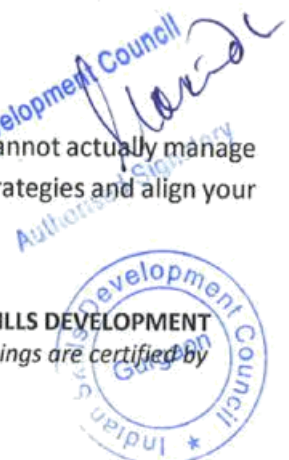 elopment Council
annot actually manage
Authorised Signatory
rategies and align your
ILLS DEVELOPMENT
ings are certified by
Indian Skills Development Council
Gurgaon